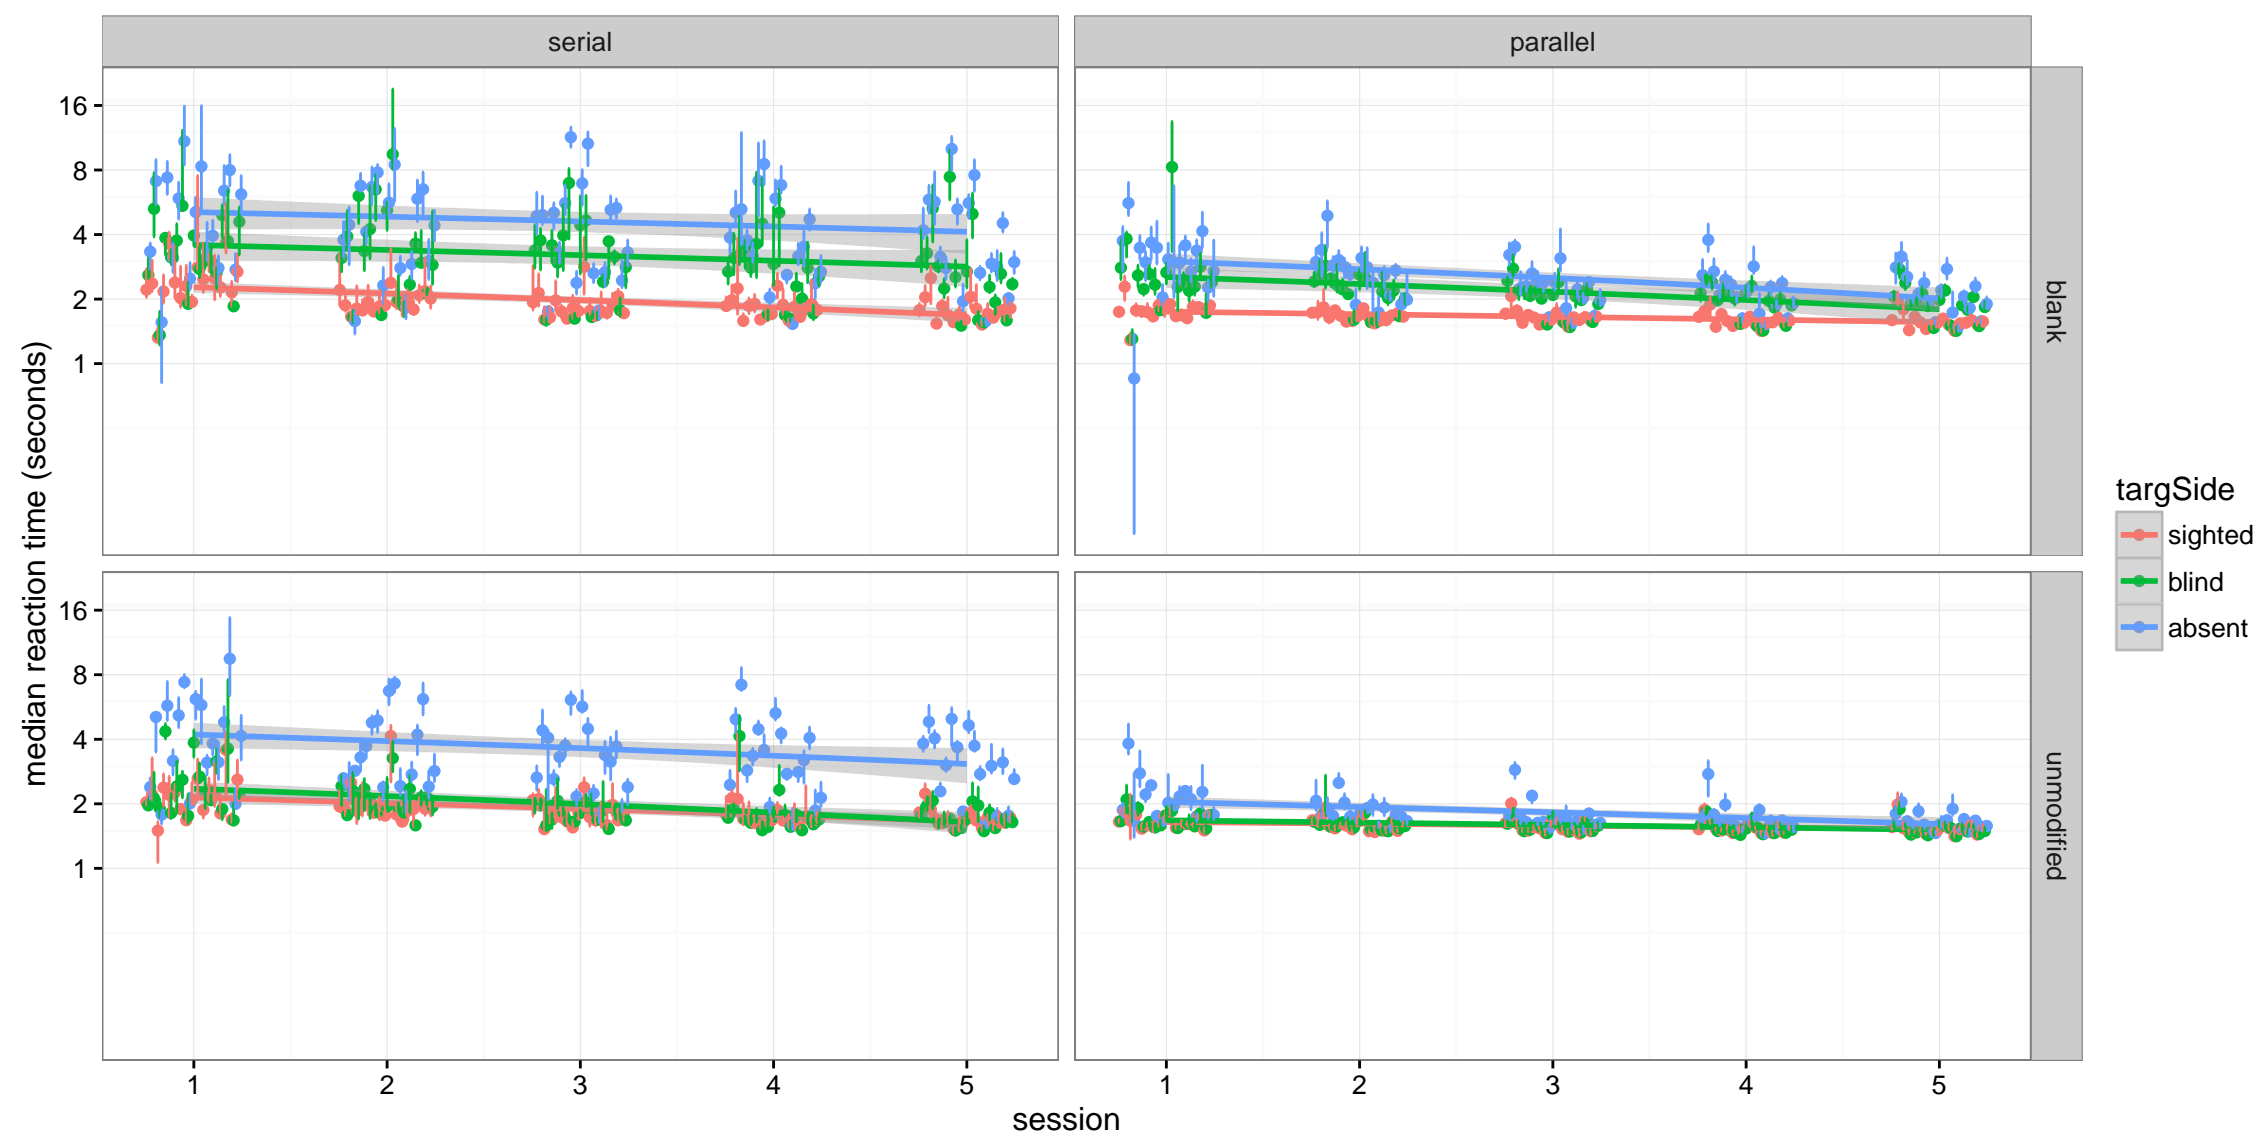 serial
parallel
median reaction time (seconds)
16
8
4
2
1
blank
16
8
4
2
1
unmodified
targSide
sighted
blind
absent
1 2 3 4 5
1 2 3 4 5
session